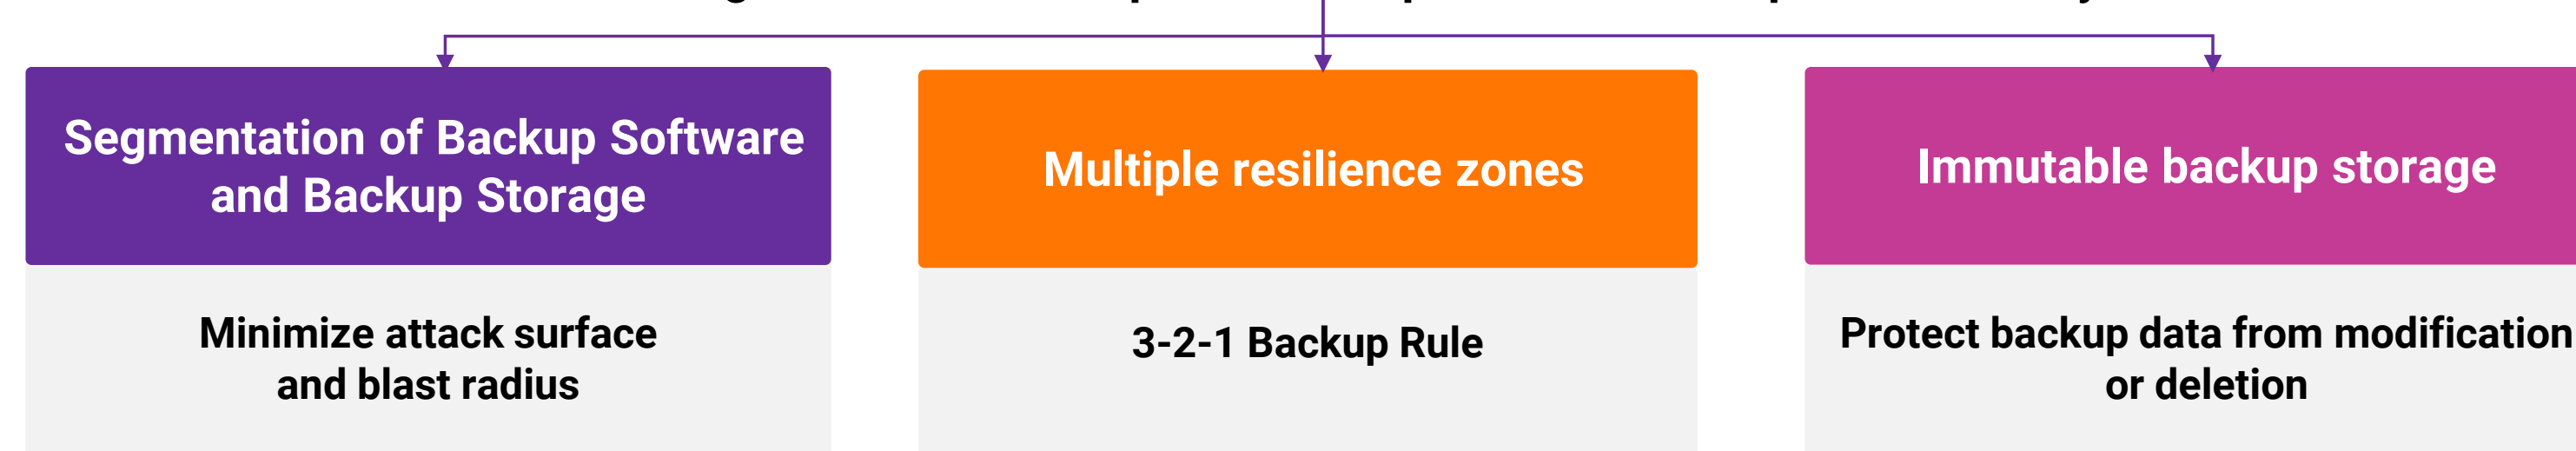 Segmentation of Backup Software
and Backup Storage
Multiple resilience zones
Immutable backup storage
Minimize attack surface
and blast radius
3-2-1 Backup Rule
Protect backup data from modification
or deletion